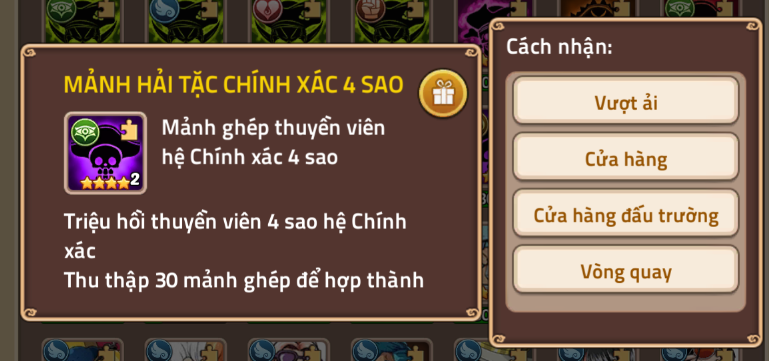 MẢNH HẢI TẶC CHÍNH XÁC 4 SAO
Mảnh ghép thuyền viên
hệ Chính xác 4 sao
2
Triệu hồi thuyền viên 4 sao hệ Chính
xác
Thu thập 30 mảnh ghép để hợp thành
Cách nhận:
Vượt ải
Cửa hàng
Cửa hàng đấu trường
Vòng quay